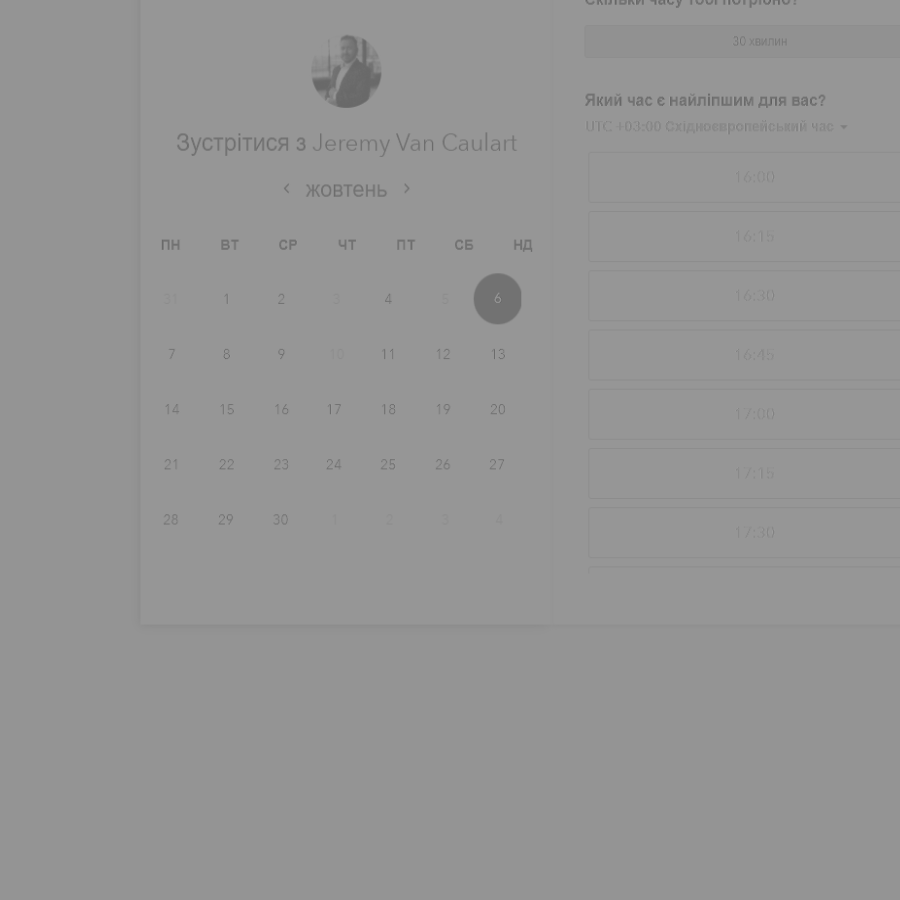 Скільки часу тобі потрібно?
30 хвилин
Який час є найліпшим для вас?
UTC +03:00 Східноєвропейський час
16:00
16:15
16:30
16:45
17:00
17:15
17:30
Зустрітися з Jeremy Van Caulart
жовтень
ПН ВТ СР ЧТ ПТ СБ НД
31 1 2 3 4 5 6
7 8 9 10 11 12 13
14 15 16 17 18 19 20
21 22 23 24 25 26 27
28 29 30 1 2 3 4